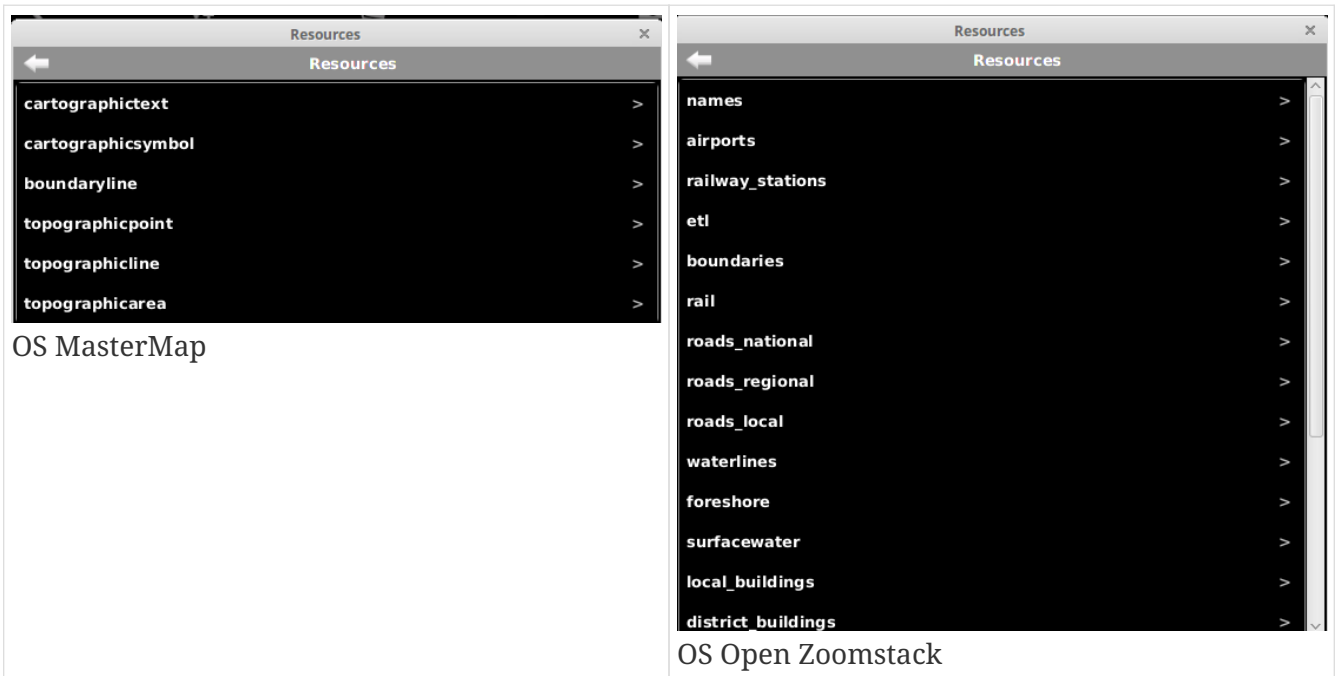 Resources ×
Resources
cartographictext >
cartographicsymbol >
boundaryline >
topographicpoint >
topographicline >
topographicarea >
OS MasterMap
Resources ×
Resources
names >
airports >
railway_stations >
etl >
boundaries >
rail >
roads_national >
roads_regional >
roads_local >
waterlines >
foreshore >
surfacewater >
local_buildings >
district_buildings >
OS Open Zoomstack